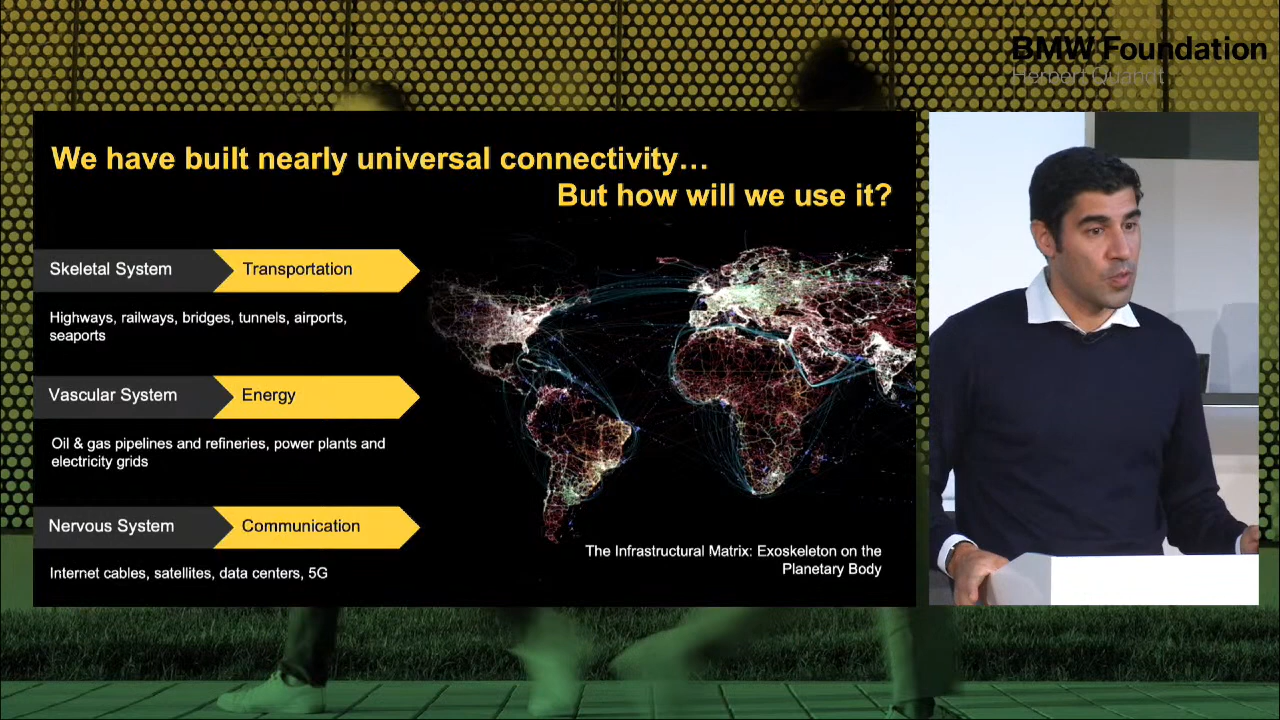 BMW Foundation
Herbert Quandt
We have built nearly universal connectivity…
But how will we use it?
Skeletal System
Transportation
Highways, railways, bridges, tunnels, airports,
seaports
Vascular System
Energy
Oil & gas pipelines and refineries, power plants and
electricity grids
Nervous System
Communication
Internet cables, satellites, data centers, 5G
The Infrastructural Matrix: Exoskeleton on the
Planetary Body